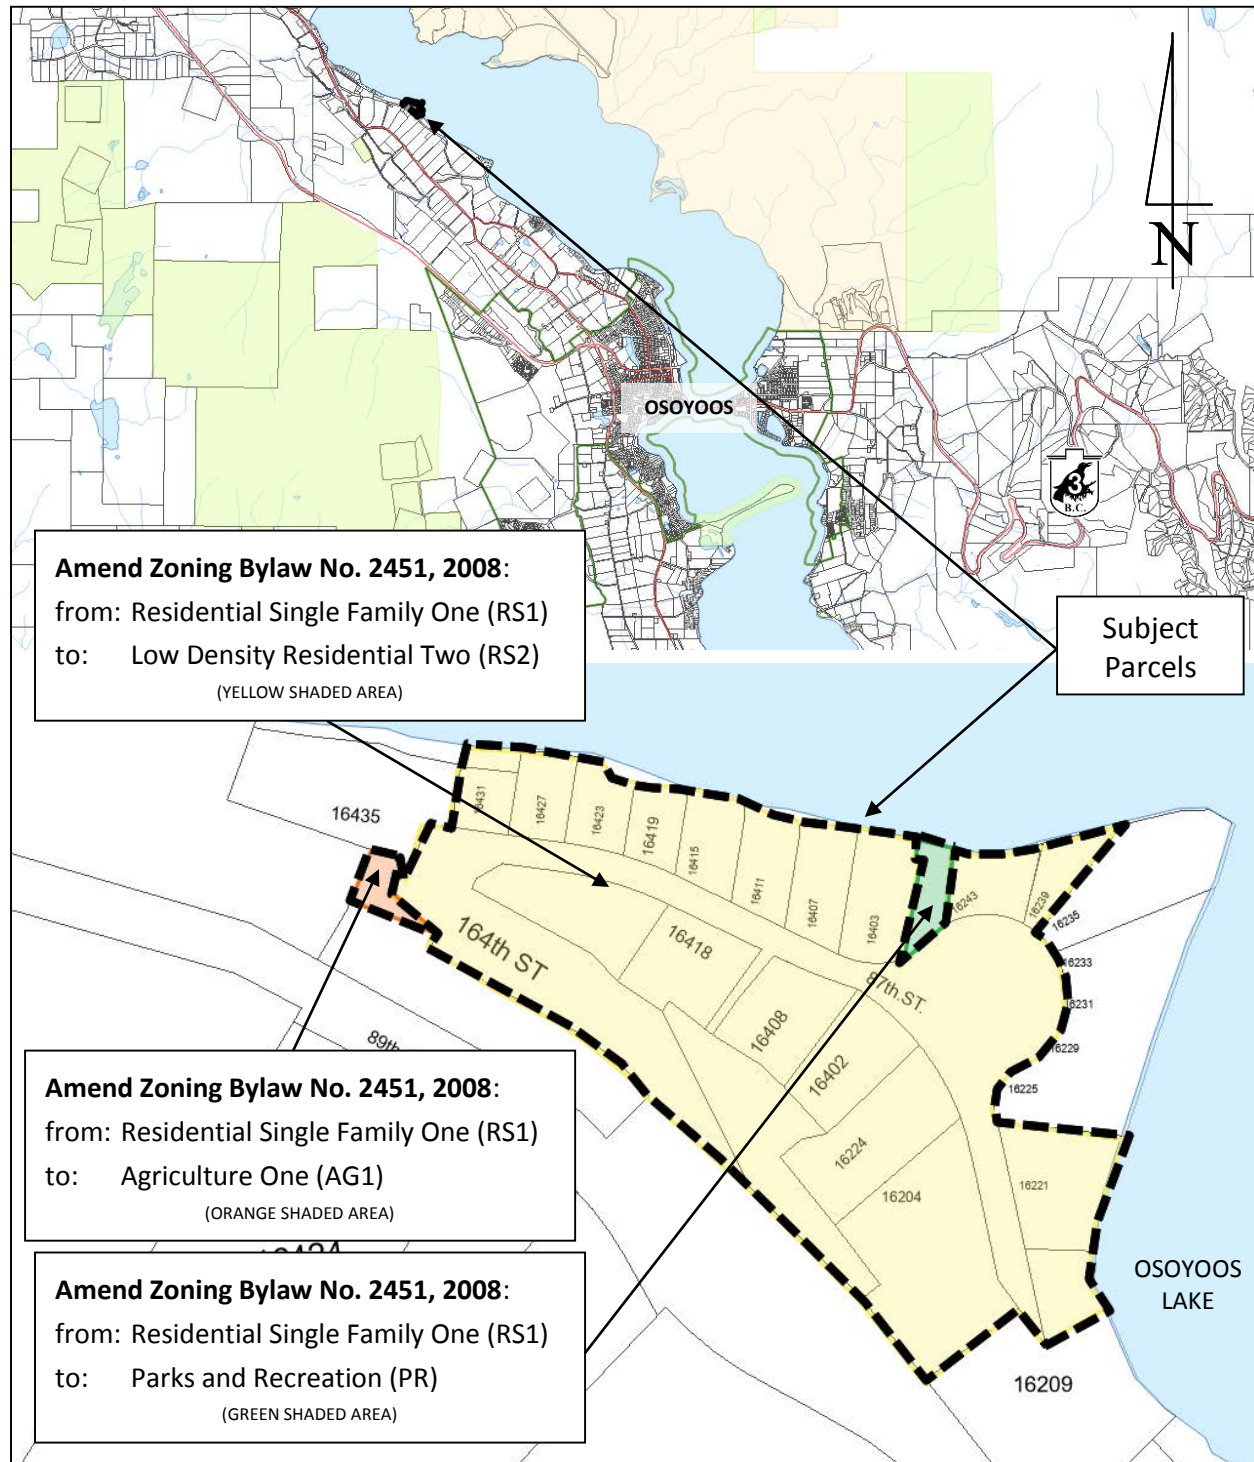 N
OSOYOOS
3
B.C.
Amend Zoning Bylaw No. 2451, 2008:
from: Residential Single Family One (RS1)
to: Low Density Residential Two (RS2)
(YELLOW SHADED AREA)
Subject
Parcels
16435
16431
16427
16423
16419
16415
16411
16407
16403
16243
16239
16235
16233
16231
16229
16225
164th ST
16418
87th ST.
16408
16402
16224
16204
16221
89th
OSOYOOS
LAKE
16209
Amend Zoning Bylaw No. 2451, 2008:
from: Residential Single Family One (RS1)
to: Agriculture One (AG1)
(ORANGE SHADED AREA)
Amend Zoning Bylaw No. 2451, 2008:
from: Residential Single Family One (RS1)
to: Parks and Recreation (PR)
(GREEN SHADED AREA)